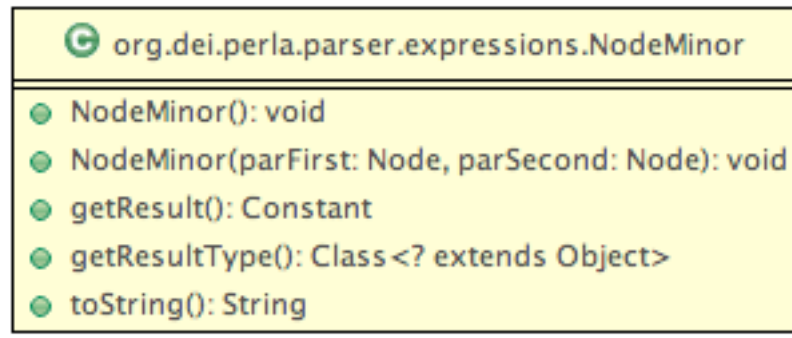 C org.dei.perla.parser.expressions.NodeMinor
NodeMinor(): void
NodeMinor(parFirst: Node, parSecond: Node): void
getResult(): Constant
getResultType(): Class<? extends Object>
toString(): String